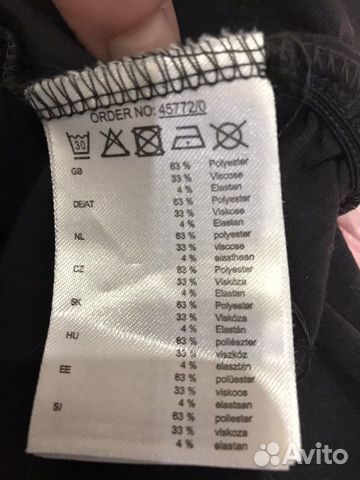 ORDER NO: 45772/0
30
GB 63 % Polyester
33 % Viscose
4 % Elastan
DE/AT 63 % Polyester
33 % Viskose
4 % Elastan
NL 63 % polyester
33 % viscose
4 % elasthaan
CZ 63 % Polyester
33 % Viskóza
4 % Elastan
SK 63 % Polyester
33 % Viskóza
4 % Elastán
HU 63 % poliészter
33 % viszkóz
4 % elasztán
EE 63 % polüester
33 % viskoos
4 % elastaan
SI 63 % poliester
33 % viskoza
4 % elastan
Avito